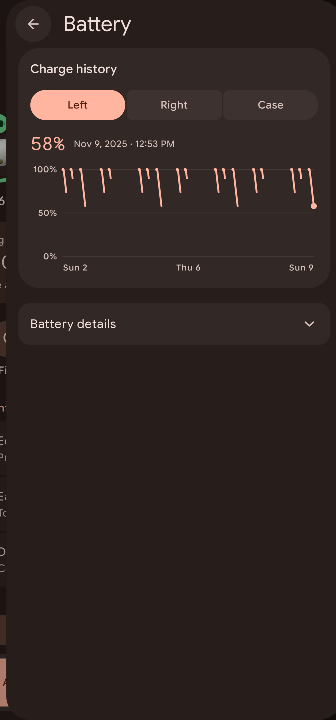 Battery
Charge history
Left
Right
Case
58% Nov 9, 2025 · 12:53 PM
100%
50%
0%
Sun 2
Thu 6
Sun 9
Battery details